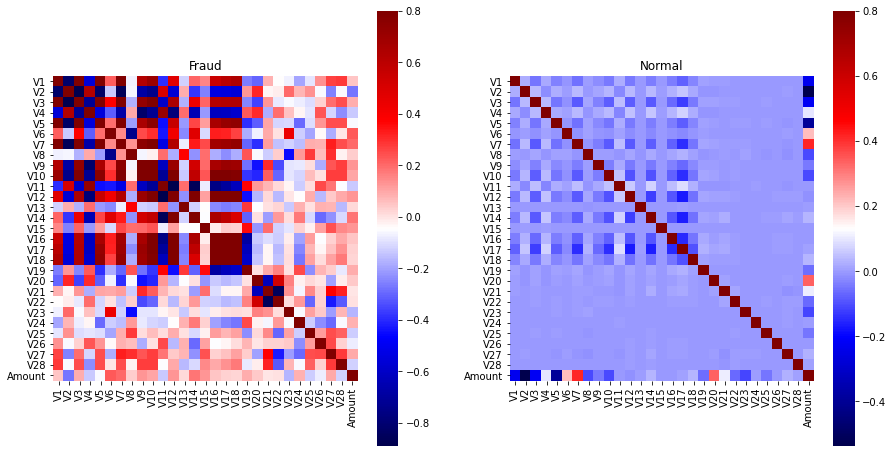 Fraud
V1
V2
V3
V4
V5
V6
V7
V8
V9
V10
V11
V12
V13
V14
V15
V16
V17
V18
V19
V20
V21
V22
V23
V24
V25
V26
V27
V28
Amount
V1
V2
V3
V4
V5
V6
V7
V8
V9
V10
V11
V12
V13
V14
V15
V16
V17
V18
V19
V20
V21
V22
V23
V24
V25
V26
V27
V28
Amount
0.8
0.6
0.4
0.2
0.0
−0.2
−0.4
−0.6
−0.8
Normal
V1
V2
V3
V4
V5
V6
V7
V8
V9
V10
V11
V12
V13
V14
V15
V16
V17
V18
V19
V20
V21
V22
V23
V24
V25
V26
V27
V28
Amount
V1
V2
V3
V4
V5
V6
V7
V8
V9
V10
V11
V12
V13
V14
V15
V16
V17
V18
V19
V20
V21
V22
V23
V24
V25
V26
V27
V28
Amount
0.8
0.6
0.4
0.2
0.0
−0.2
−0.4